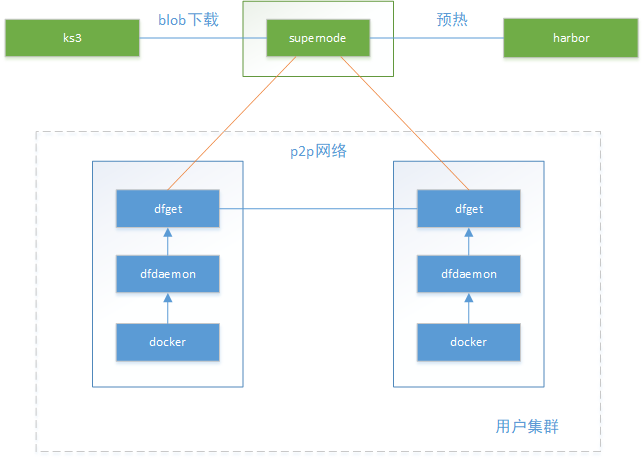 blob下载
预热
ks3
supernode
harbor
p2p网络
dfget
dfget
dfdaemon
dfdaemon
docker
docker
用户集群